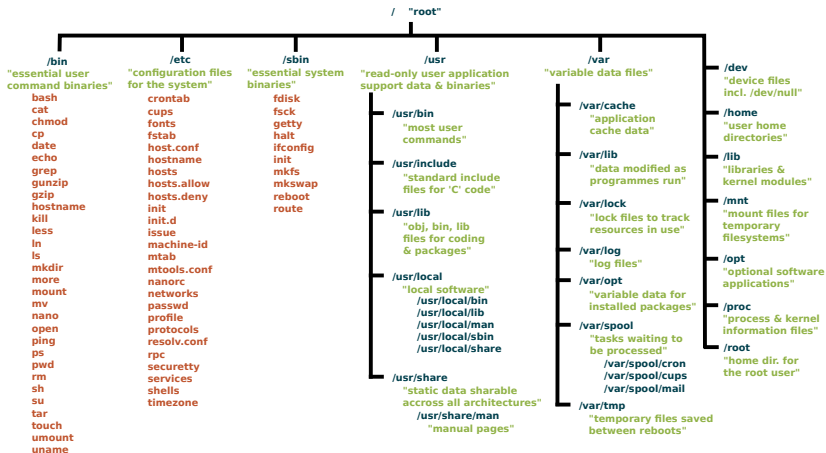 / "root"
/bin
"essential user
command binaries"
bash
cat
chmod
cp
date
echo
grep
gunzip
gzip
hostname
kill
less
ln
ls
mkdir
more
mount
mv
nano
open
ping
ps
pwd
rm
sh
su
tar
touch
umount
uname
/etc
"configuration files
for the system"
crontab
cups
fonts
fstab
host.conf
hostname
hosts
hosts.allow
hosts.deny
init
init.d
issue
machine-id
mtab
mtools.conf
nanorc
networks
passwd
profile
protocols
resolv.conf
rpc
securetty
services
shells
timezone
/sbin
"essential system
binaries"
fdisk
fsck
getty
halt
ifconfig
init
mkfs
mkswap
reboot
route
/usr
"read-only user application
support data & binaries"
/usr/bin
"most user
commands"
/usr/include
"standard include
files for 'C' code"
/usr/lib
"obj, bin, lib
files for coding
& packages"
/usr/local
"local software"
/usr/local/bin
/usr/local/lib
/usr/local/man
/usr/local/sbin
/usr/local/share
/usr/share
"static data sharable
accross all architectures"
/usr/share/man
"manual pages"
/var
"variable data files"
/var/cache
"application
cache data"
/var/lib
"data modified as
programmes run"
/var/lock
"lock files to track
resources in use"
/var/log
"log files"
/var/opt
"variable data for
installed packages"
/var/spool
"tasks waiting to
be processed"
/var/spool/cron
/var/spool/cups
/var/spool/mail
/var/tmp
"temporary files saved
between reboots"
/dev
"device files
incl. /dev/null"
/home
"user home
directories"
/lib
"libraries &
kernel modules"
/mnt
"mount files for
temporary
filesystems"
/opt
"optional software
applications"
/proc
"process & kernel
information files"
/root
"home dir. for
the root user"